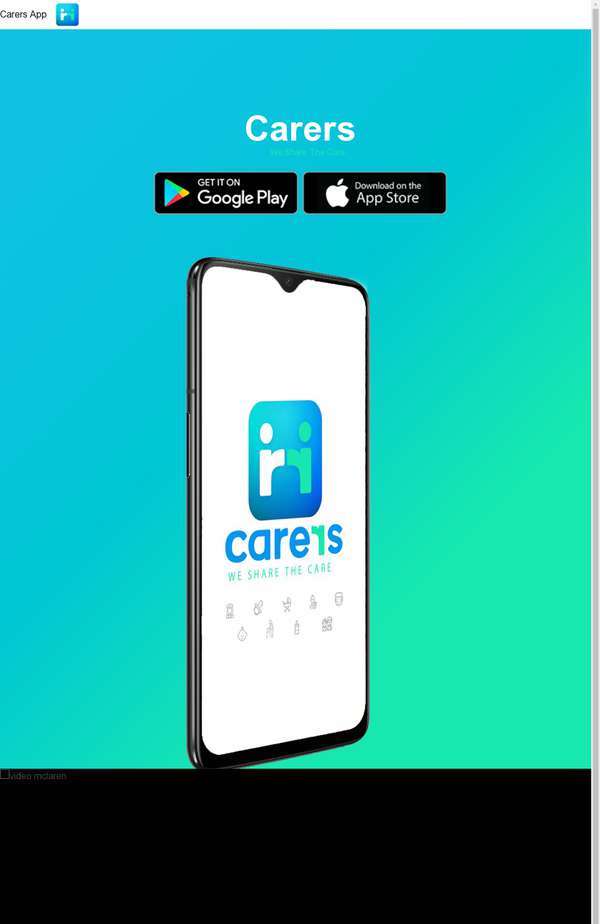 Carers App
Carers
We Share The Care
GET IT ON
Google Play
Download on the
App Store
carers
WE SHARE THE CARE
video mclaren